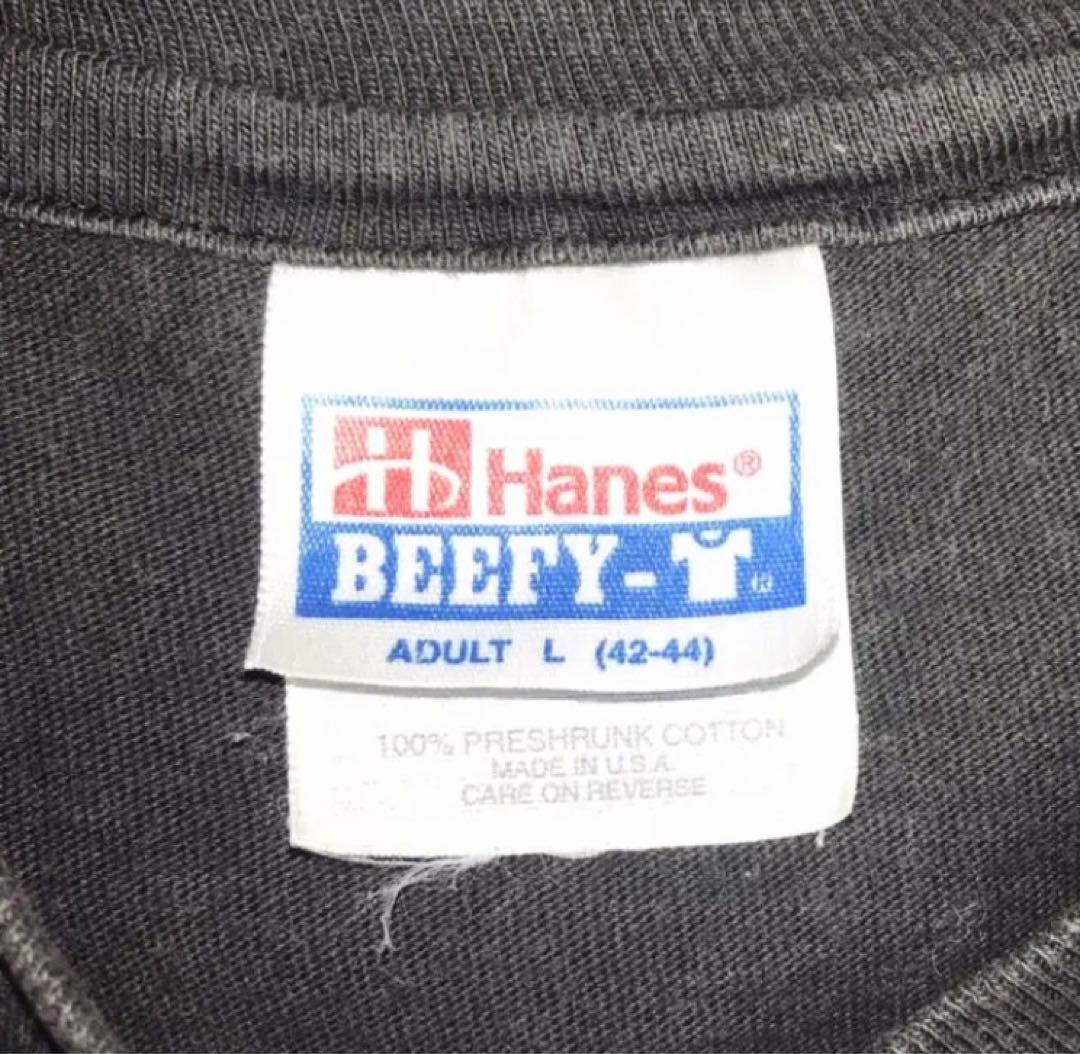 H Hanes®
BEEFY-T®
ADULT L (42-44)
100% PRESHRUNK COTTON
MADE IN U.S.A.
CARE ON REVERSE